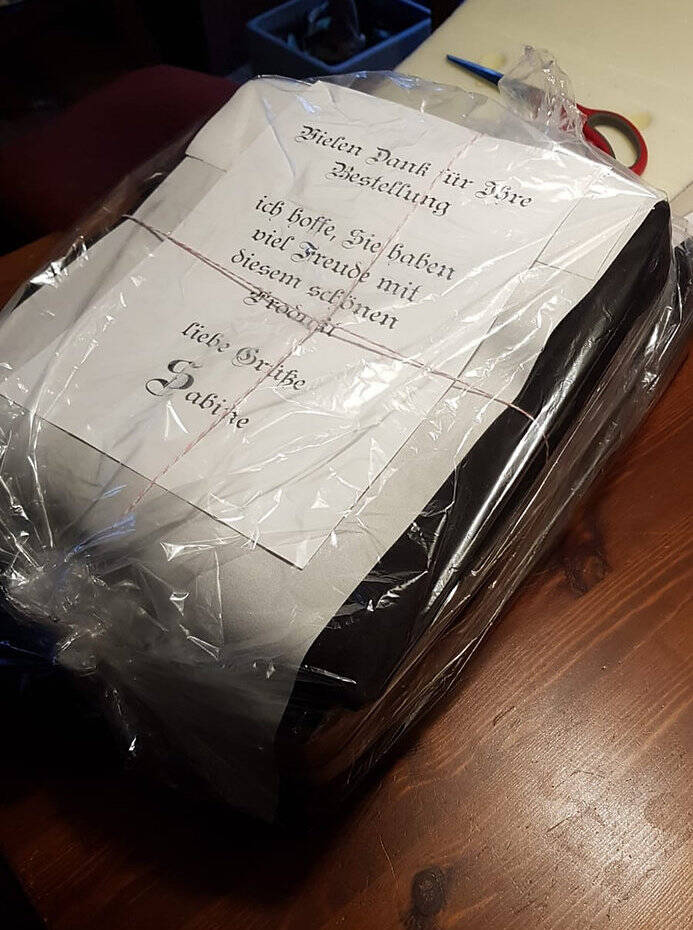 Vielen Dank für Ihre
Bestellung
ich hoffe, Sie haben
viel Freude mit
diesem schönen
Produkt
liebe Grüße
Sabine